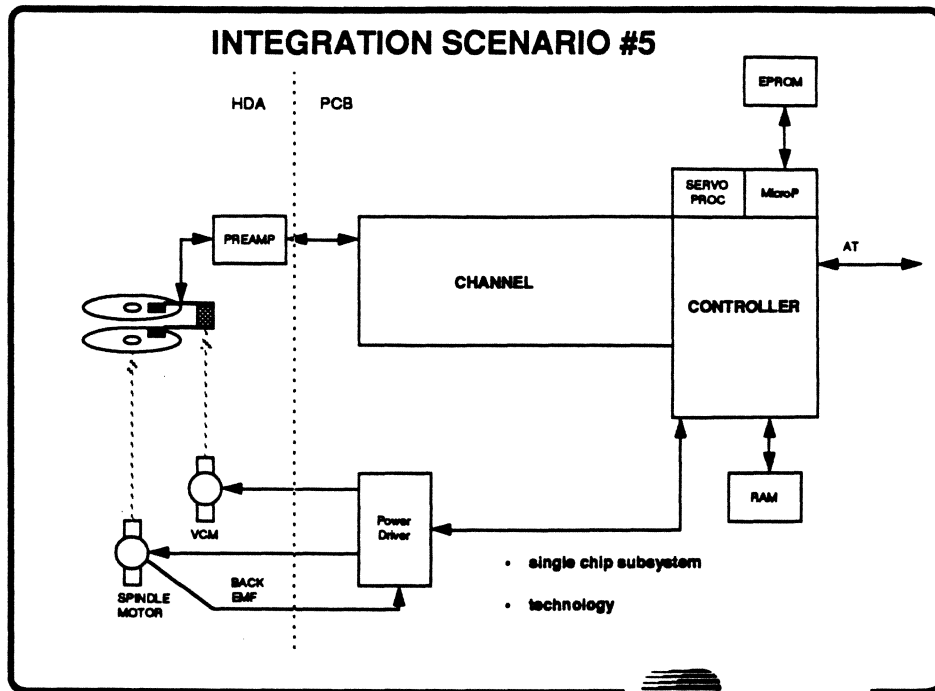 INTEGRATION SCENARIO #5
HDA
PCB
EPROM
SERVO
PROC
MicroP
PREAMP
AT
CHANNEL
CONTROLLER
RAM
VCM
Power
Driver
BACK
EMF
SPINDLE
MOTOR
• single chip subsystem
• technology